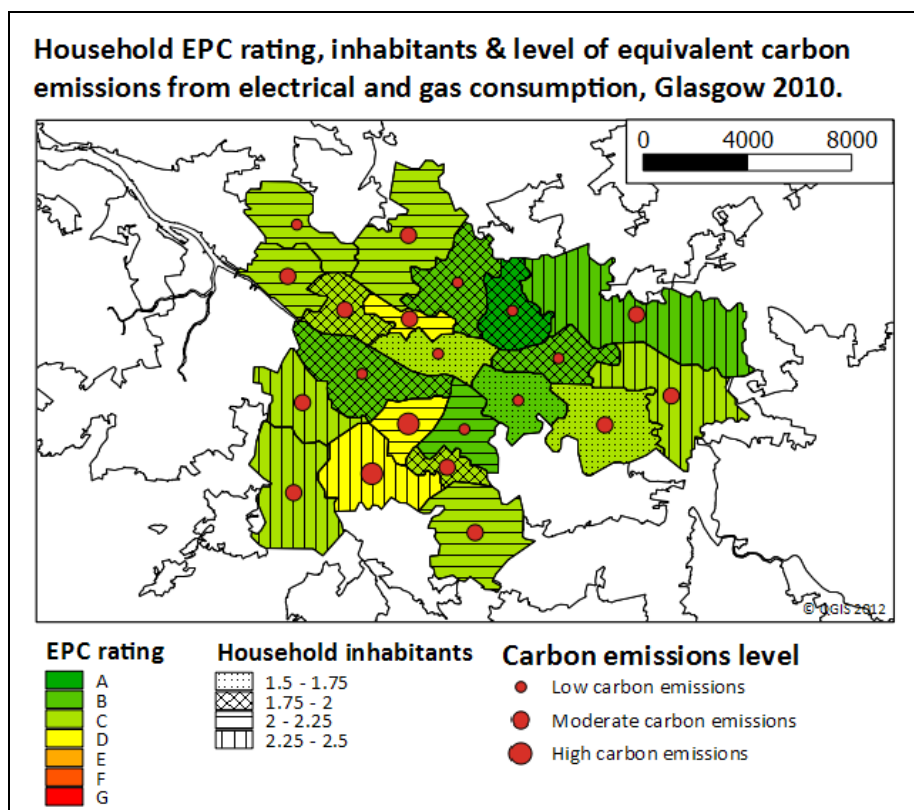 Household EPC rating, inhabitants & level of equivalent carbon
emissions from electrical and gas consumption, Glasgow 2010.
0 4000 8000
© QGIS 2012
EPC rating
A
B
C
D
E
F
G
Household inhabitants
1.5 - 1.75
1.75 - 2
2 - 2.25
2.25 - 2.5
Carbon emissions level
Low carbon emissions
Moderate carbon emissions
High carbon emissions